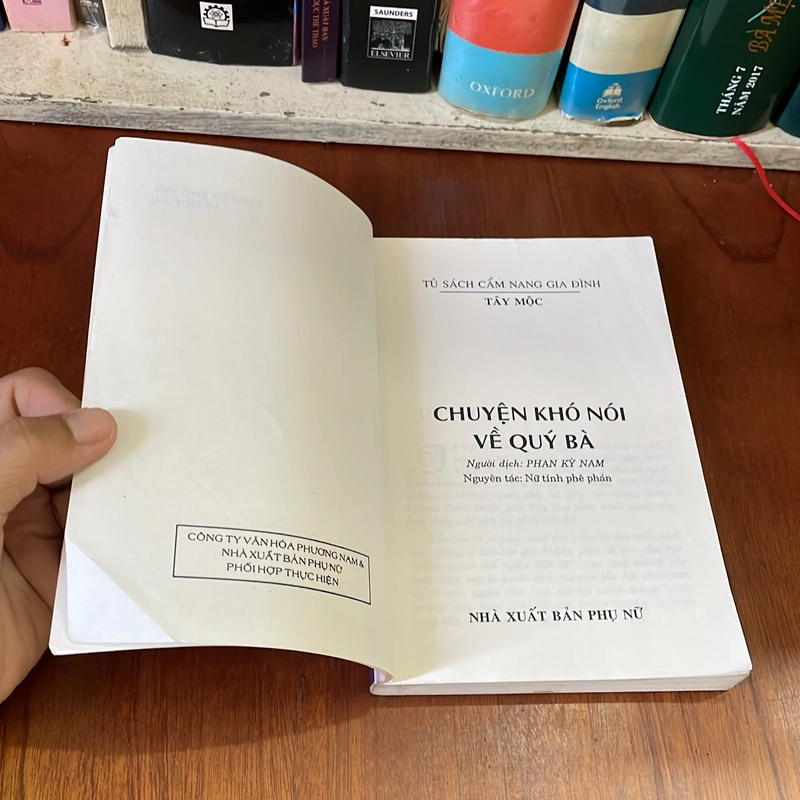 SAUNDERS
ELSEVIER
OXFORD
Oxford
English
THÁNG 7
NĂM 2017
TỦ SÁCH CẨM NANG GIA ĐÌNH
TÂY MỘC
CHUYỆN KHÓ NÓI
VỀ QUÝ BÀ
Người dịch: PHAN KỲ NAM
Nguyên tác: Nữ tính phê phán
NHÀ XUẤT BẢN PHỤ NỮ
CÔNG TY VĂN HÓA PHƯƠNG NAM &
NHÀ XUẤT BẢN PHỤ NỮ
PHỐI HỢP THỰC HIỆN